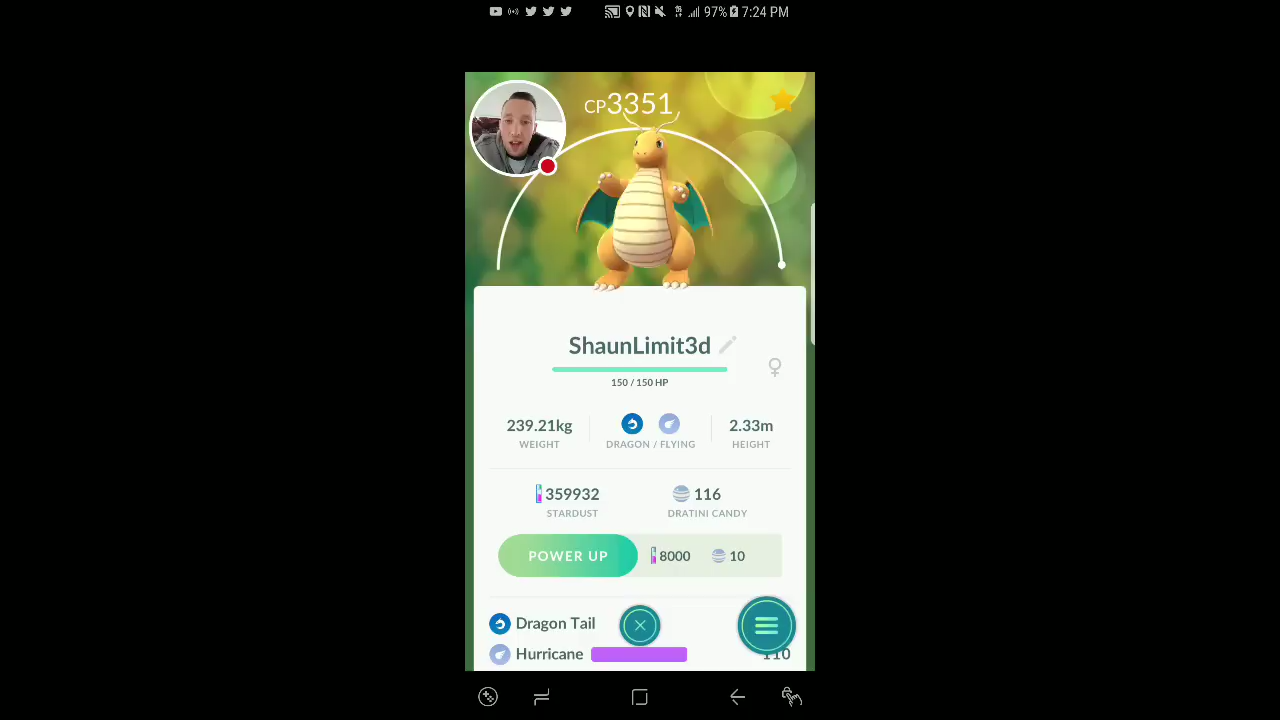 97% 7:24 PM
CP3351
ShaunLimit3d
150 / 150 HP
239.21kg
WEIGHT
DRAGON / FLYING
2.33m
HEIGHT
359932
STARDUST
116
DRATINI CANDY
POWER UP 8000 10
Dragon Tail
Hurricane 110